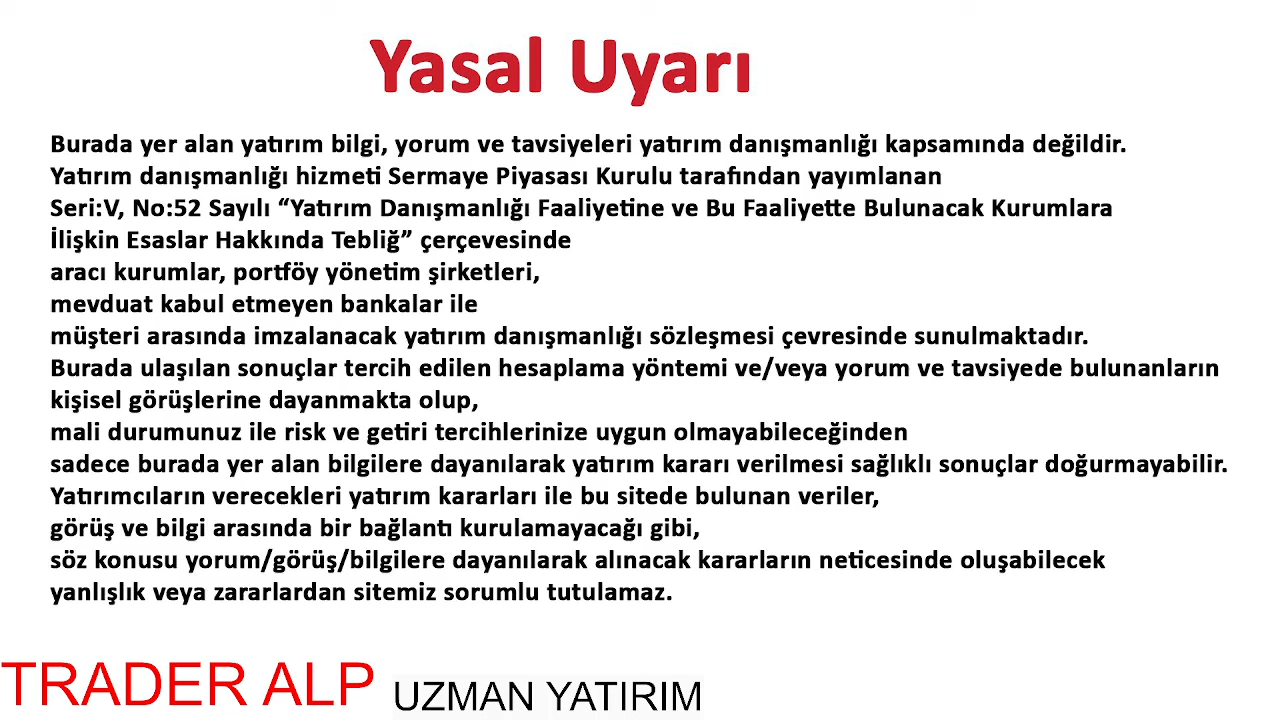 Yasal Uyarı
Burada yer alan yatırım bilgi, yorum ve tavsiyeleri yatırım danışmanlığı kapsamında değildir.
Yatırım danışmanlığı hizmeti Sermaye Piyasası Kurulu tarafından yayımlanan
Seri:V, No:52 Sayılı “Yatırım Danışmanlığı Faaliyetine ve Bu Faaliyette Bulunacak Kurumlara
İlişkin Esaslar Hakkında Tebliğ” çerçevesinde
aracı kurumlar, portföy yönetim şirketleri,
mevduat kabul etmeyen bankalar ile
müşteri arasında imzalanacak yatırım danışmanlığı sözleşmesi çevresinde sunulmaktadır.
Burada ulaşılan sonuçlar tercih edilen hesaplama yöntemi ve/veya yorum ve tavsiyede bulunanların
kişisel görüşlerine dayanmakta olup,
mali durumunuz ile risk ve getiri tercihlerinize uygun olmayabileceğinden
sadece burada yer alan bilgilere dayanılarak yatırım kararı verilmesi sağlıklı sonuçlar doğurmayabilir.
Yatırımcıların verecekleri yatırım kararları ile bu sitede bulunan veriler,
görüş ve bilgi arasında bir bağlantı kurulamayacağı gibi,
söz konusu yorum/görüş/bilgilere dayanılarak alınacak kararların neticesinde oluşabilecek
yanlışlık veya zararlardan sitemiz sorumlu tutulamaz.
TRADER ALP UZMAN YATIRIM